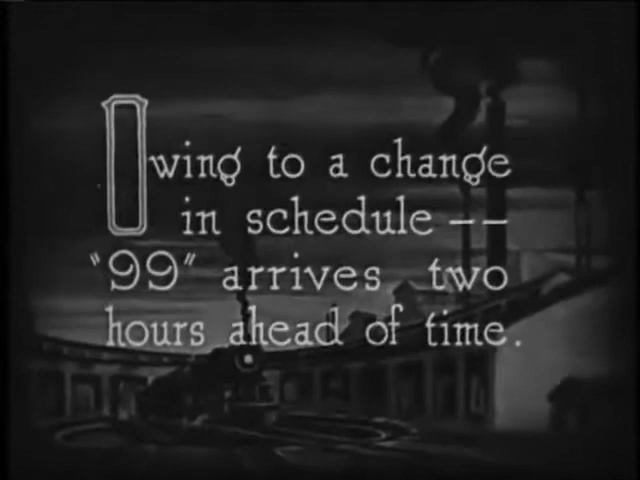 Owing to a change
in schedule --
"99" arrives two
hours ahead of time.